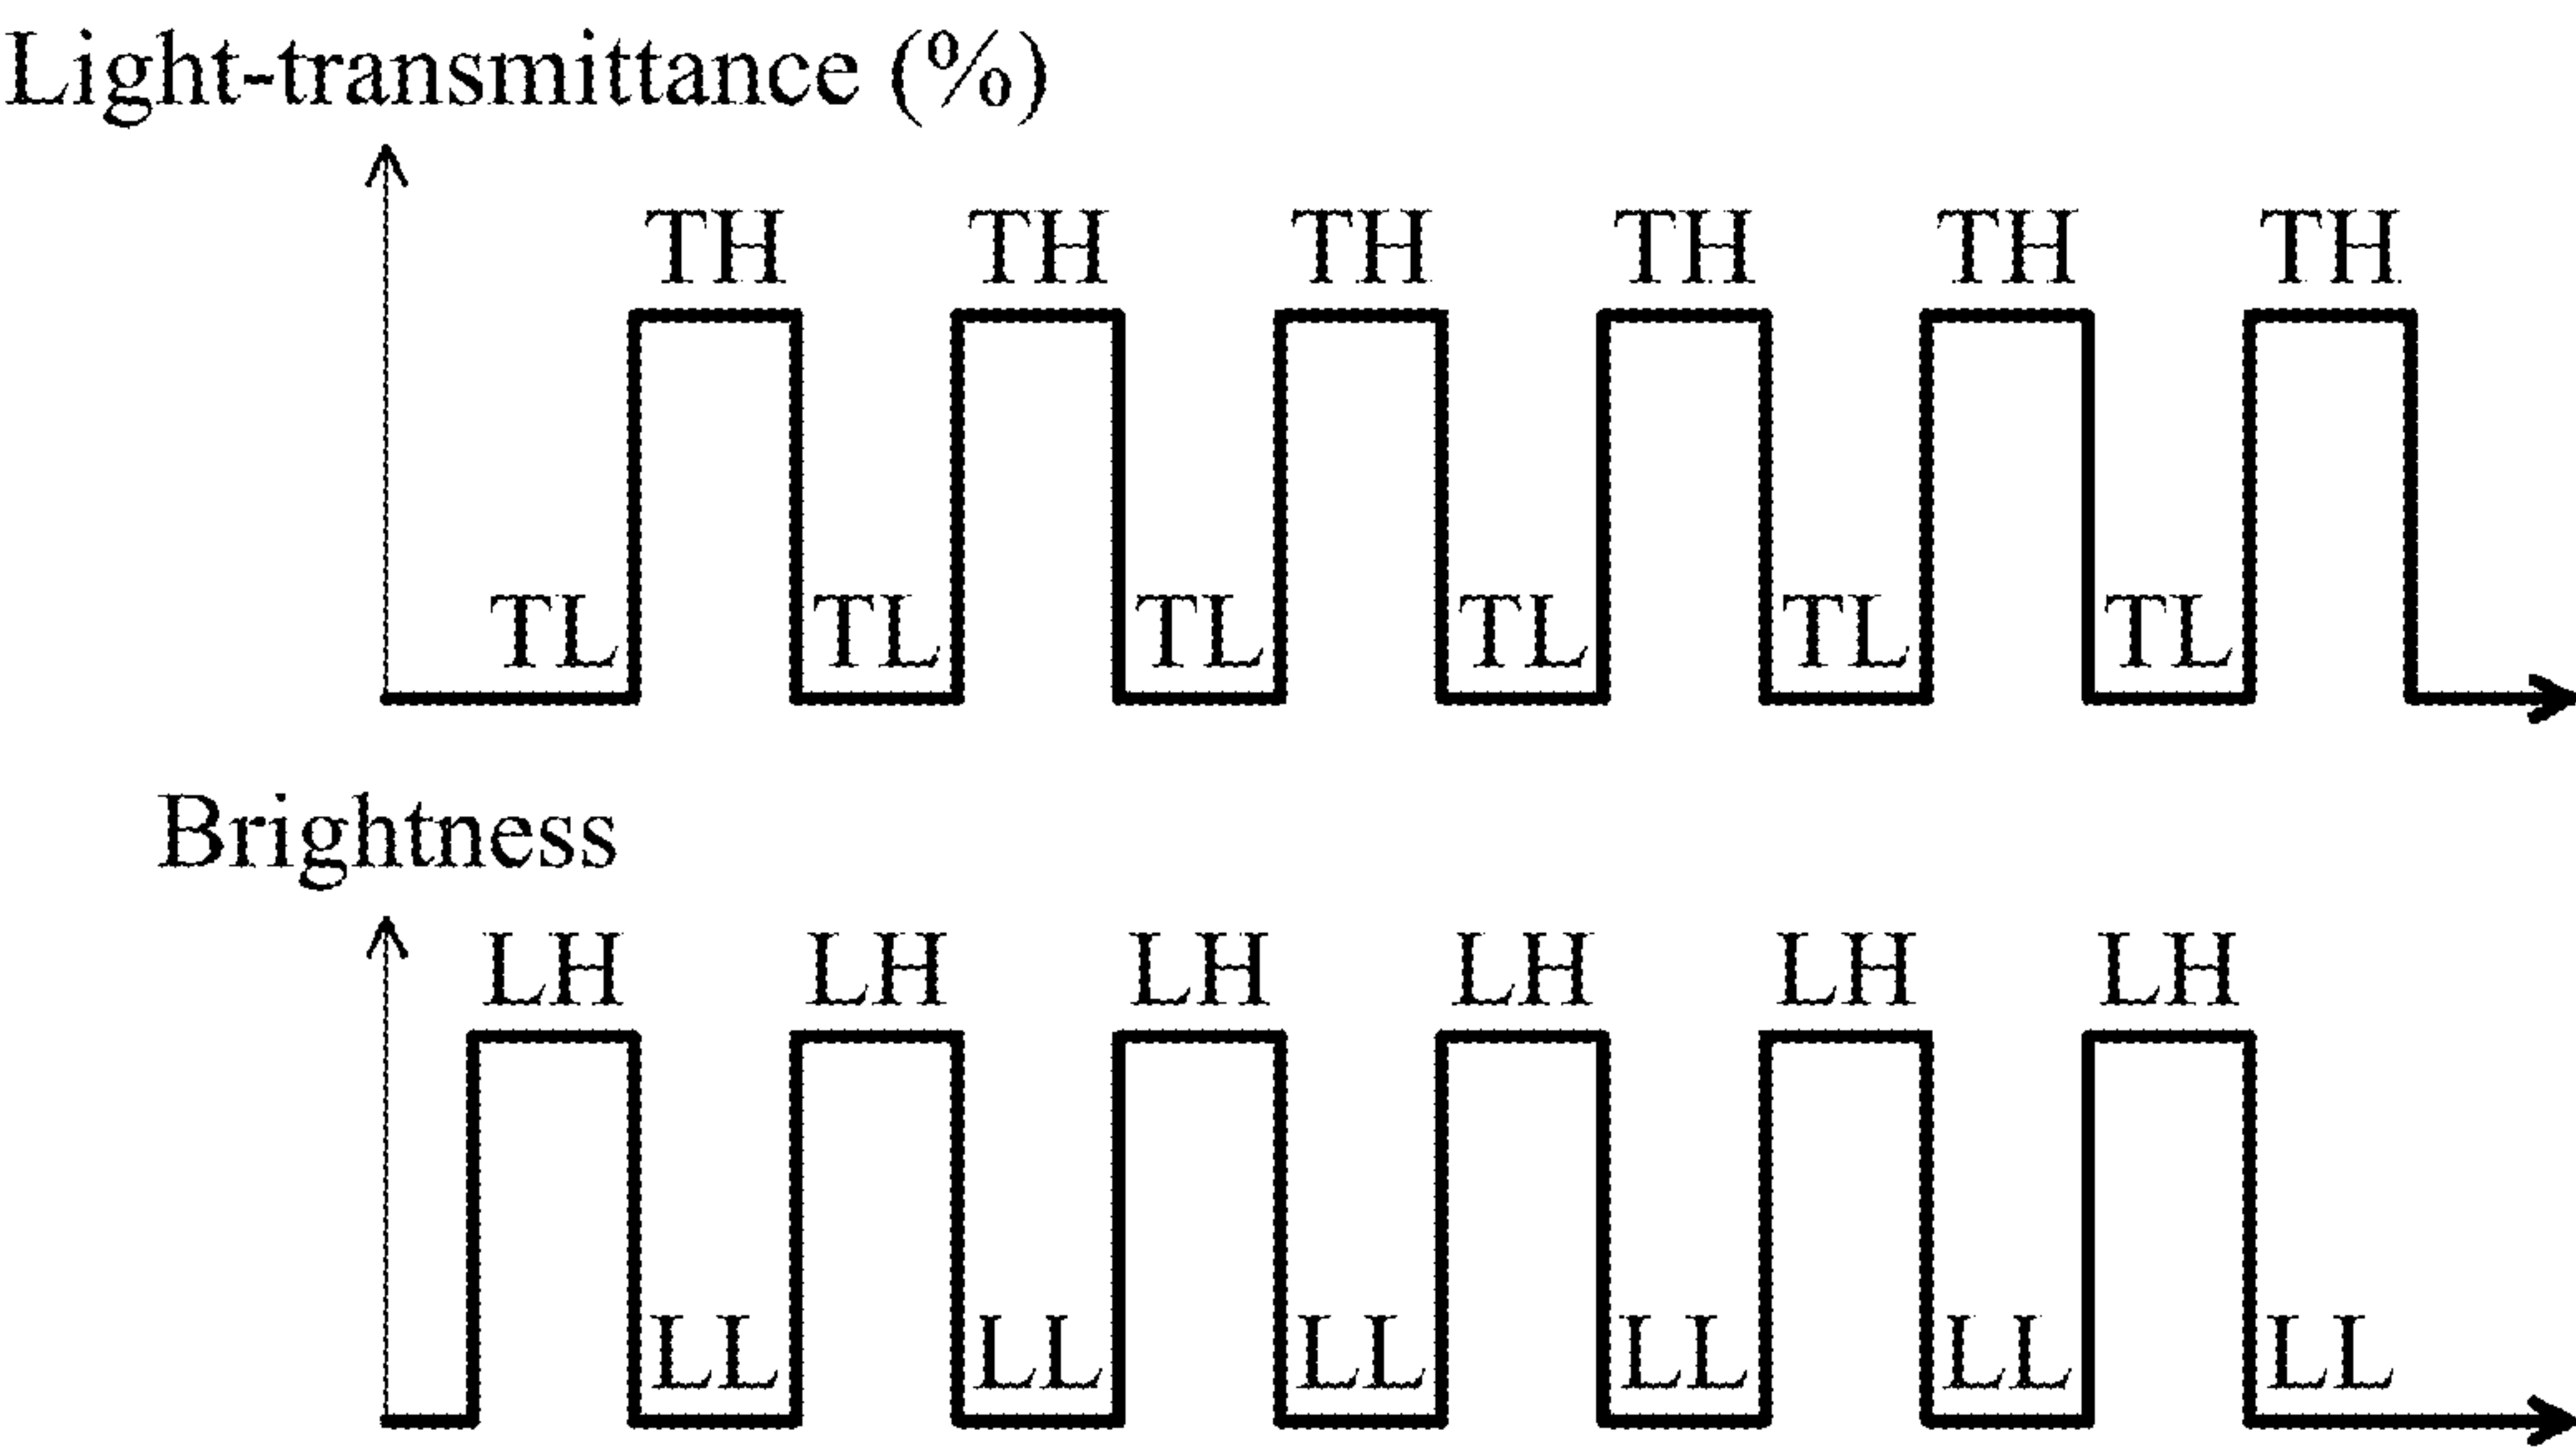 Light-transmittance (%)
TH TH TH TH TH TH
TL TL TL TL TL TL
Brightness
LH LH LH LH LH LH
LL LL LL LL LL LL